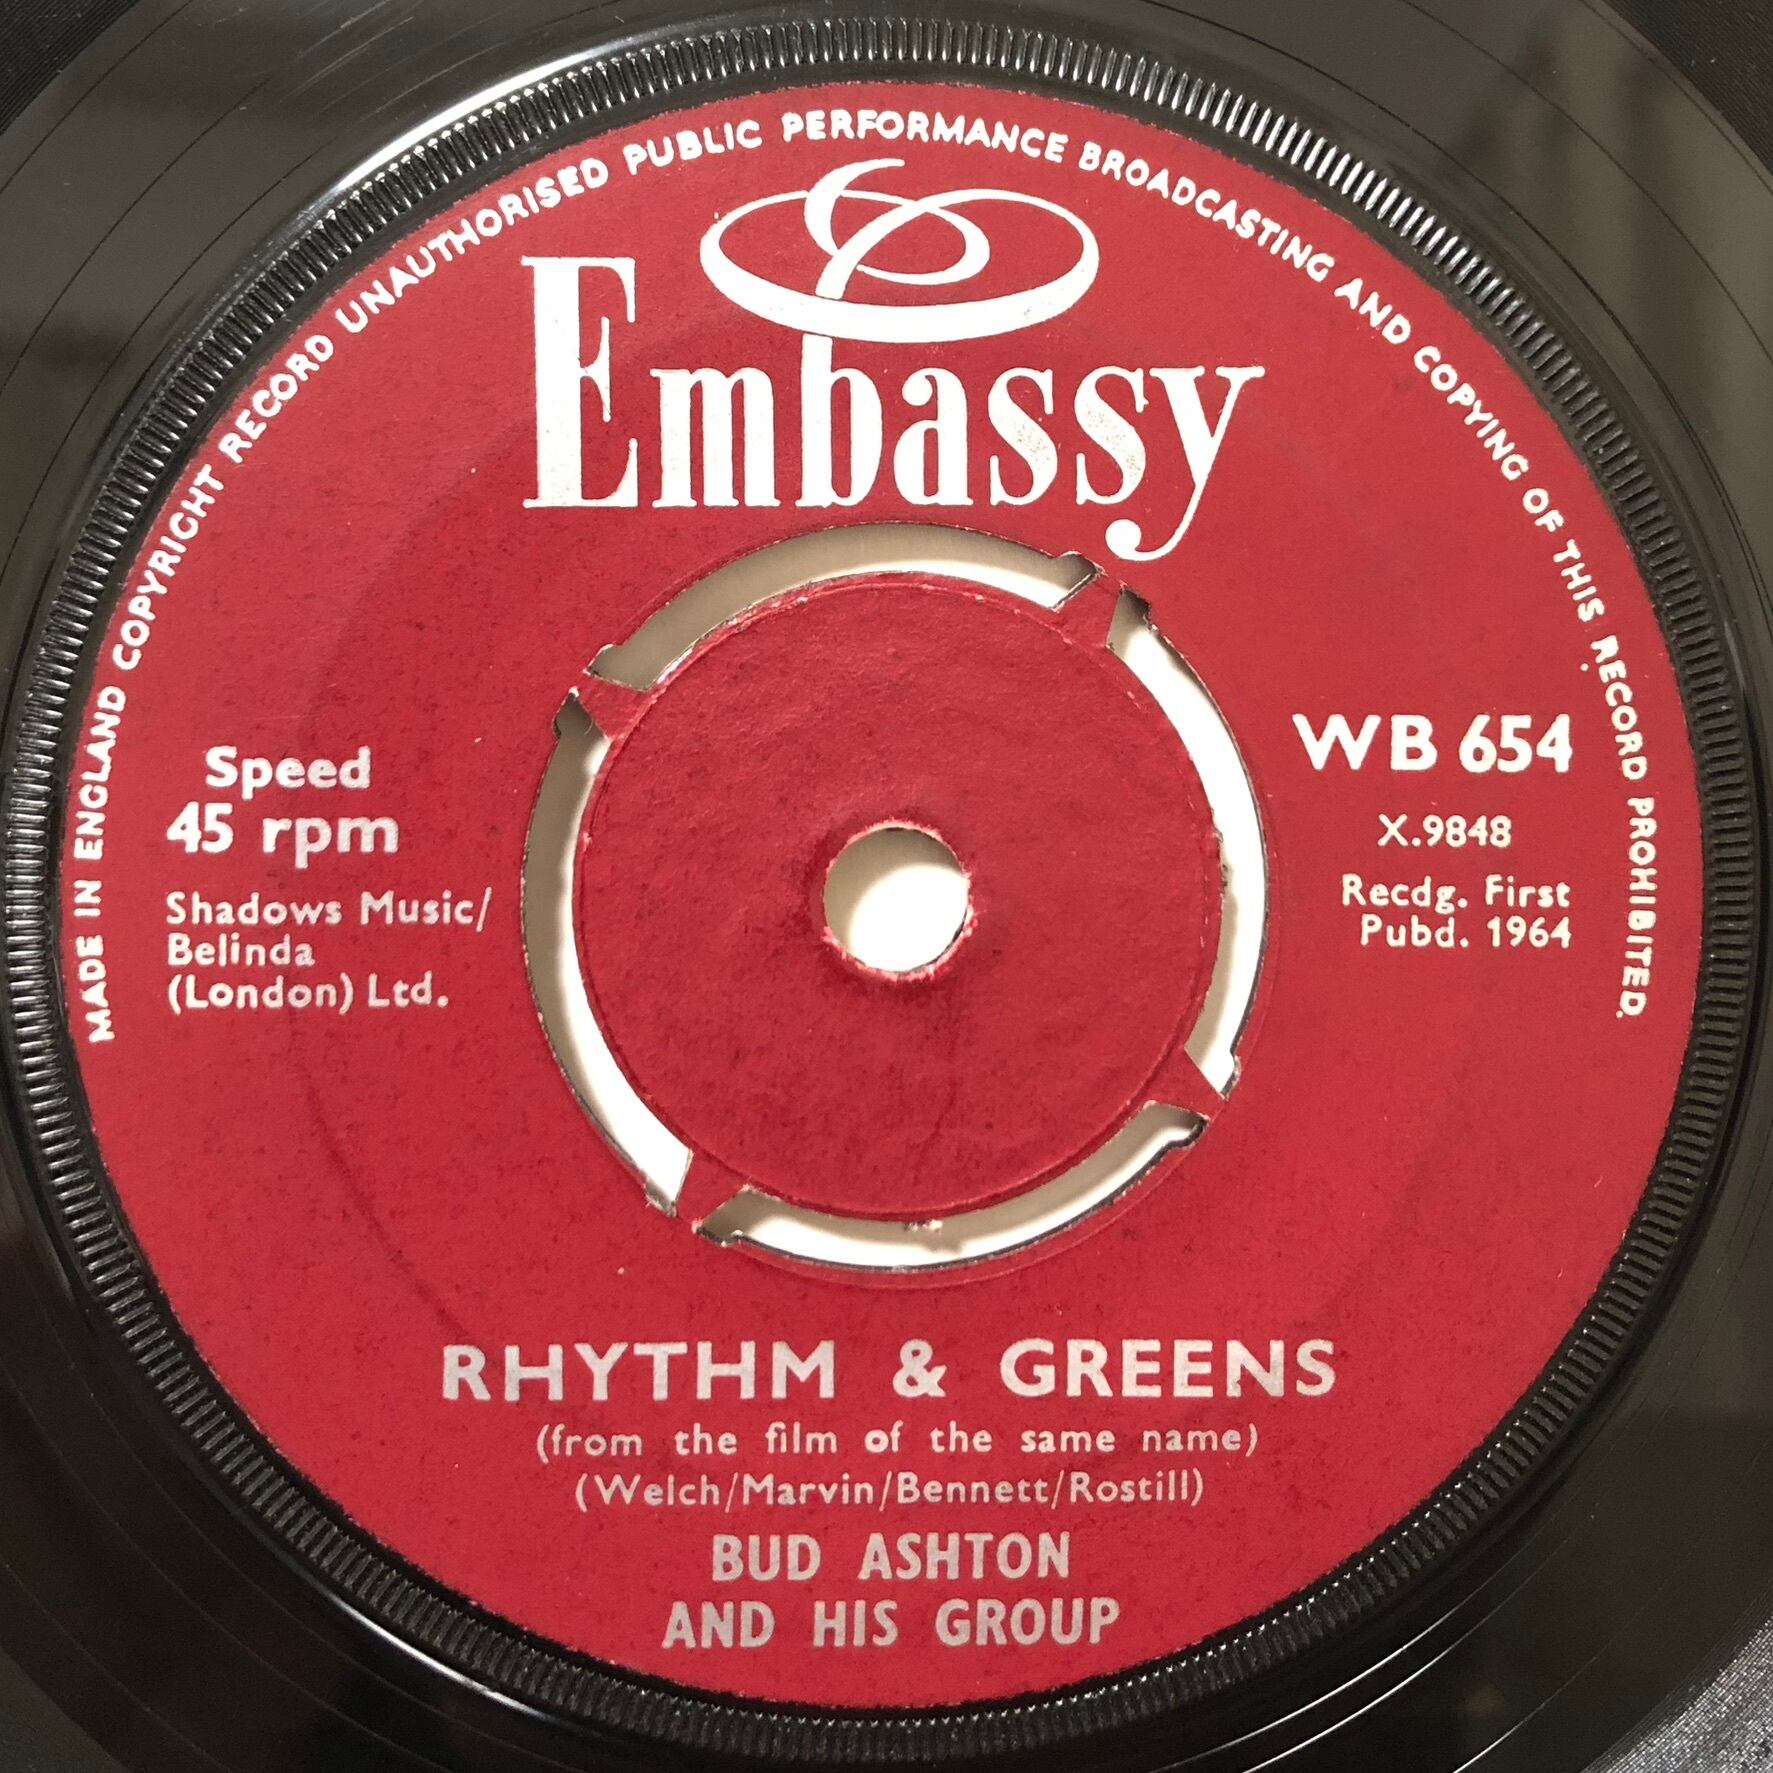 MADE IN ENGLAND COPYRIGHT RECORD UNAUTHORISED PUBLIC PERFORMANCE BROADCASTING AND COPYING OF THIS RECORD PROHIBITED.
Embassy
Speed
45 rpm
Shadows Music/
Belinda
(London) Ltd.
WB 654
X.9848
Recdg. First
Pubd. 1964
RHYTHM & GREENS
(from the film of the same name)
(Welch/Marvin/Bennett/Rostill)
BUD ASHTON
AND HIS GROUP